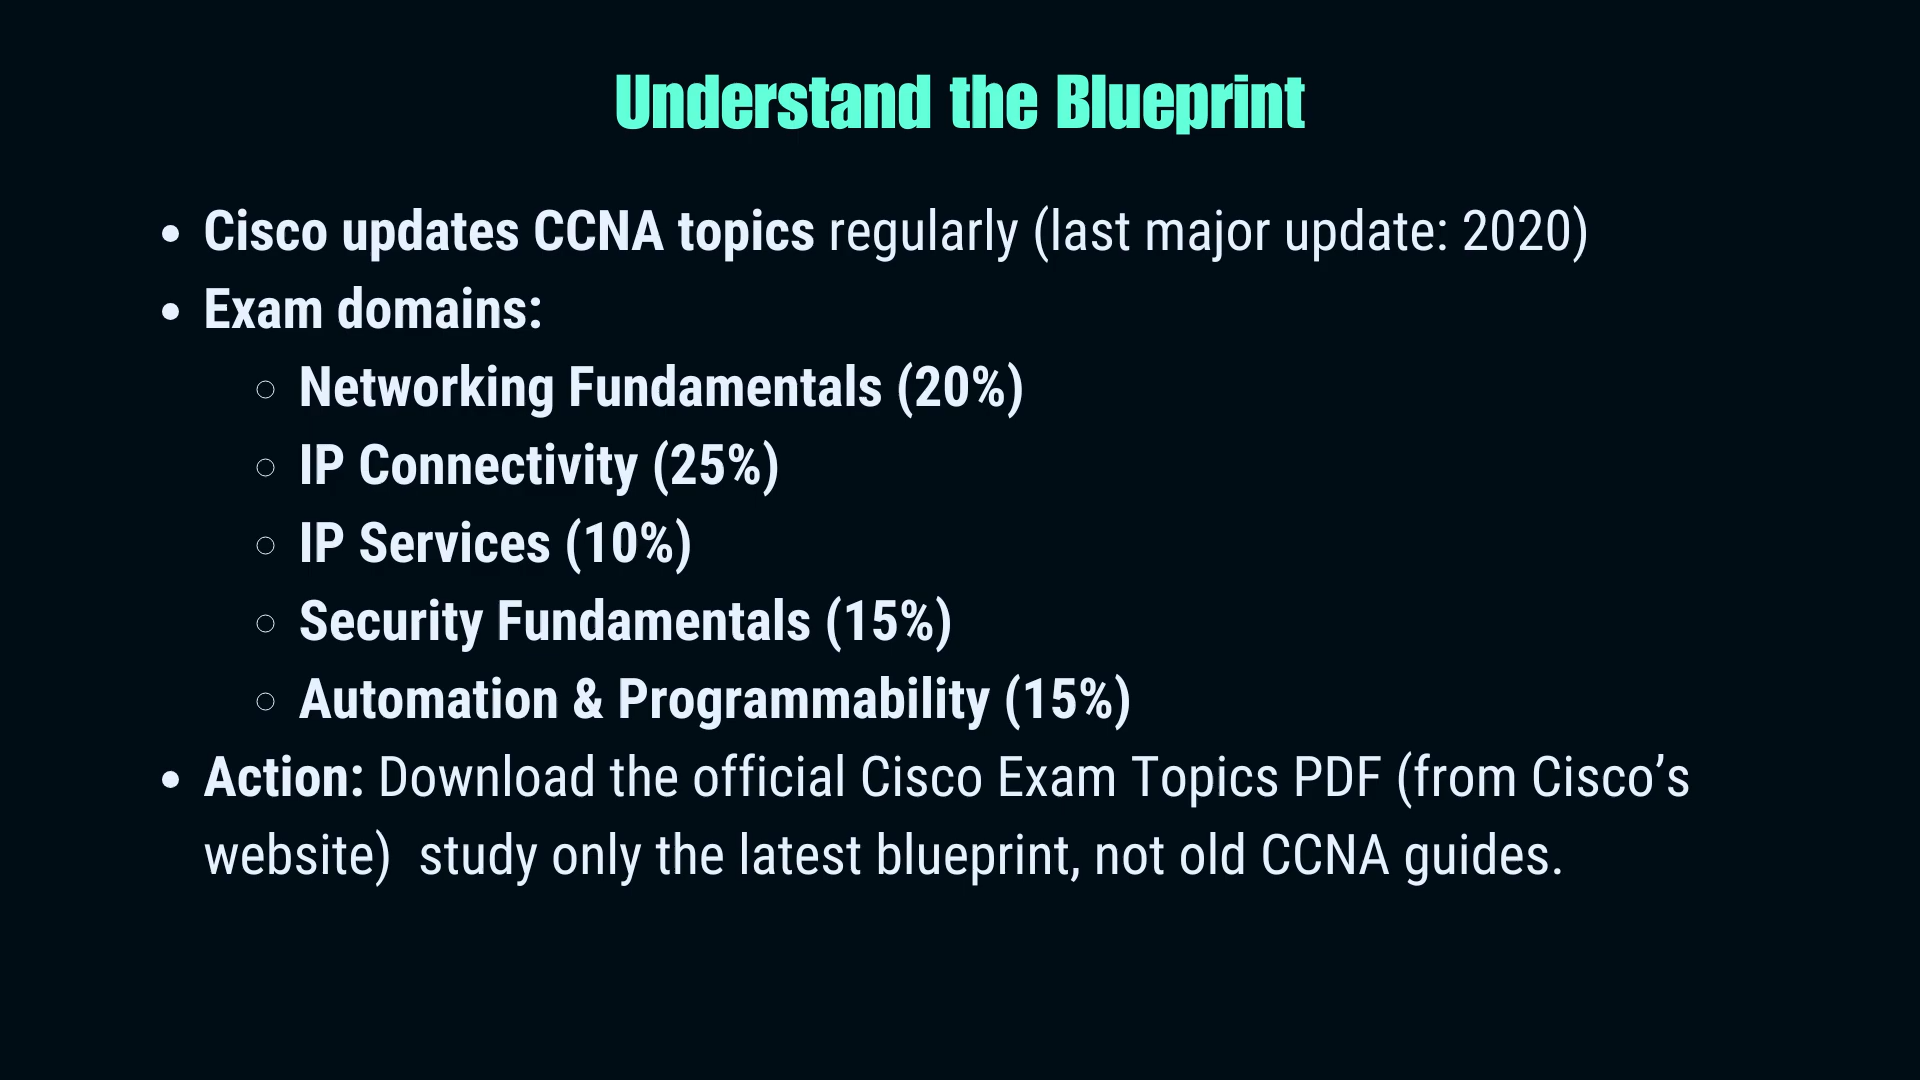 Understand the Blueprint
• Cisco updates CCNA topics regularly (last major update: 2020)
• Exam domains:
○ Networking Fundamentals (20%)
○ IP Connectivity (25%)
○ IP Services (10%)
○ Security Fundamentals (15%)
○ Automation & Programmability (15%)
• Action: Download the official Cisco Exam Topics PDF (from Cisco’s
website)  study only the latest blueprint, not old CCNA guides.